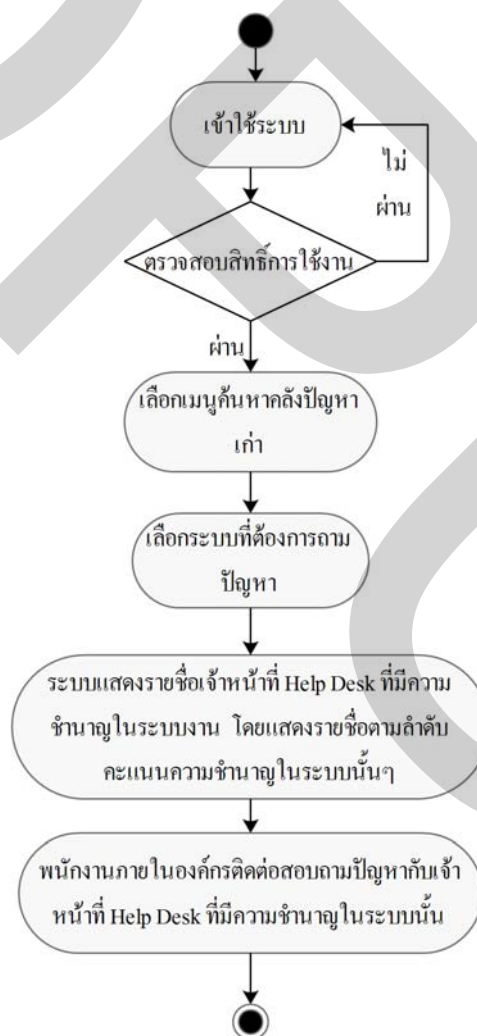 เข้าใช้ระบบ
ไม่
ผ่าน
ตรวจสอบสิทธิ์การใช้งาน
ผ่าน
เลือกเมนูค้นหาคลังปัญหา
เก่า
เลือกระบบที่ต้องการถาม
ปัญหา
ระบบแสดงรายชื่อเจ้าหน้าที่ Help Desk ที่มีความ
ชำนาญในระบบงาน โดยแสดงรายชื่อตามลำดับ
คะแนนความชำนาญในระบบนั้นๆ
พนักงานภายในองค์กรติดต่อสอบถามปัญหากับเจ้า
หน้าที่ Help Desk ที่มีความชำนาญในระบบนั้น